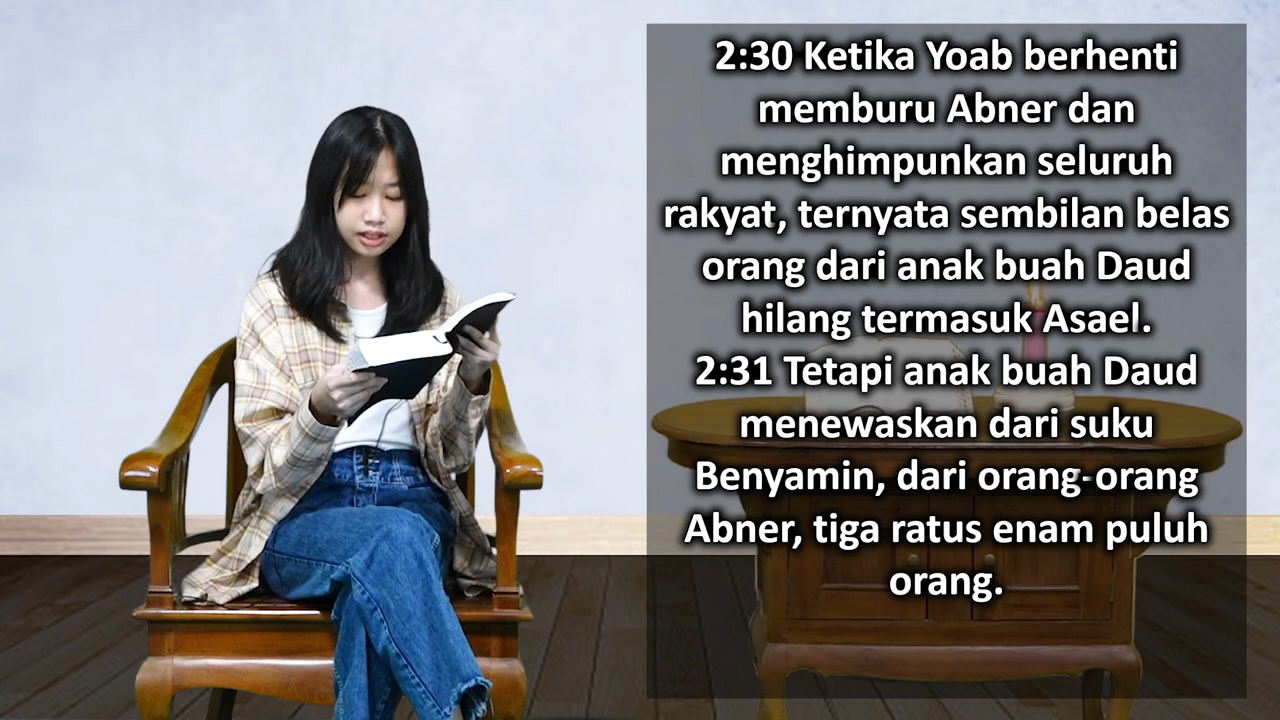 2:30 Ketika Yoab berhenti
memburu Abner dan
menghimpunkan seluruh
rakyat, ternyata sembilan belas
orang dari anak buah Daud
hilang termasuk Asael.
2:31 Tetapi anak buah Daud
menewaskan dari suku
Benyamin, dari orang-orang
Abner, tiga ratus enam puluh
orang.